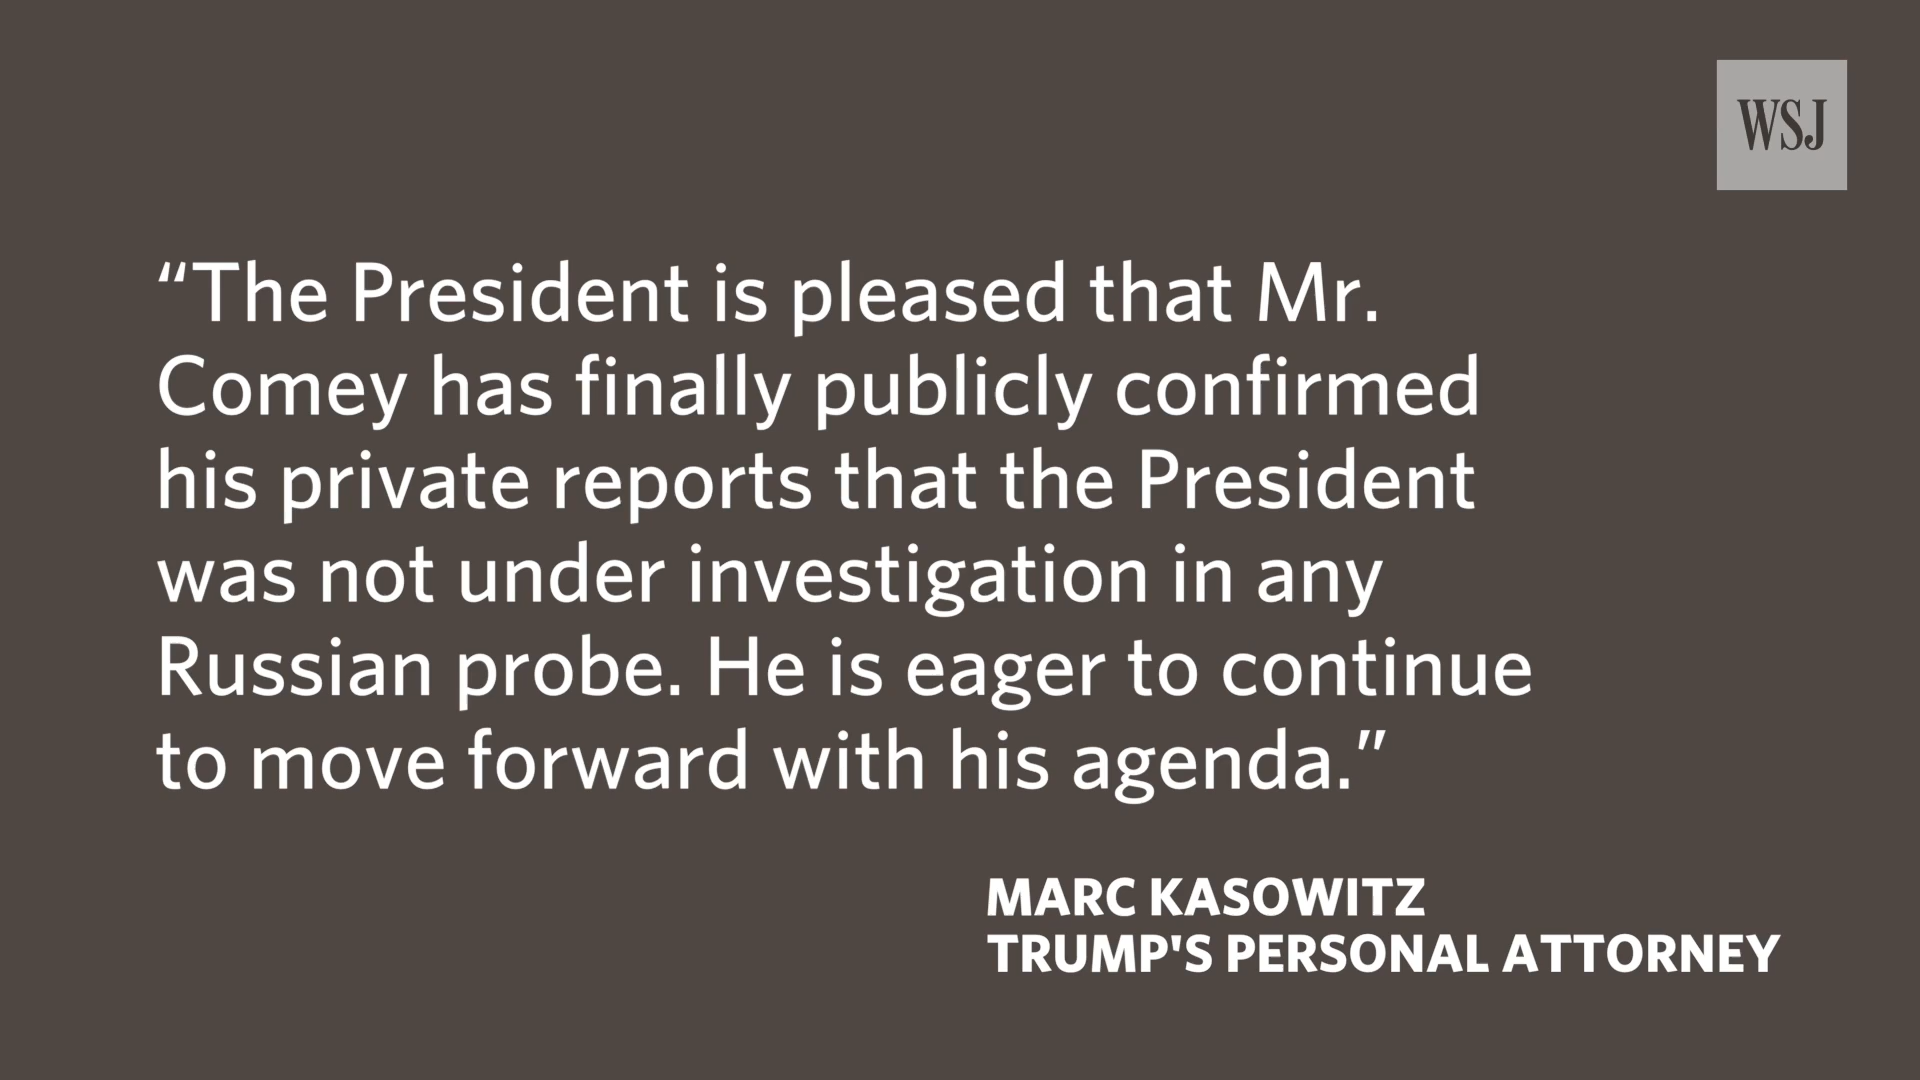 WSJ
“The President is pleased that Mr.
Comey has finally publicly confirmed
his private reports that the President
was not under investigation in any
Russian probe. He is eager to continue
to move forward with his agenda.”
MARC KASOWITZ
TRUMP'S PERSONAL ATTORNEY